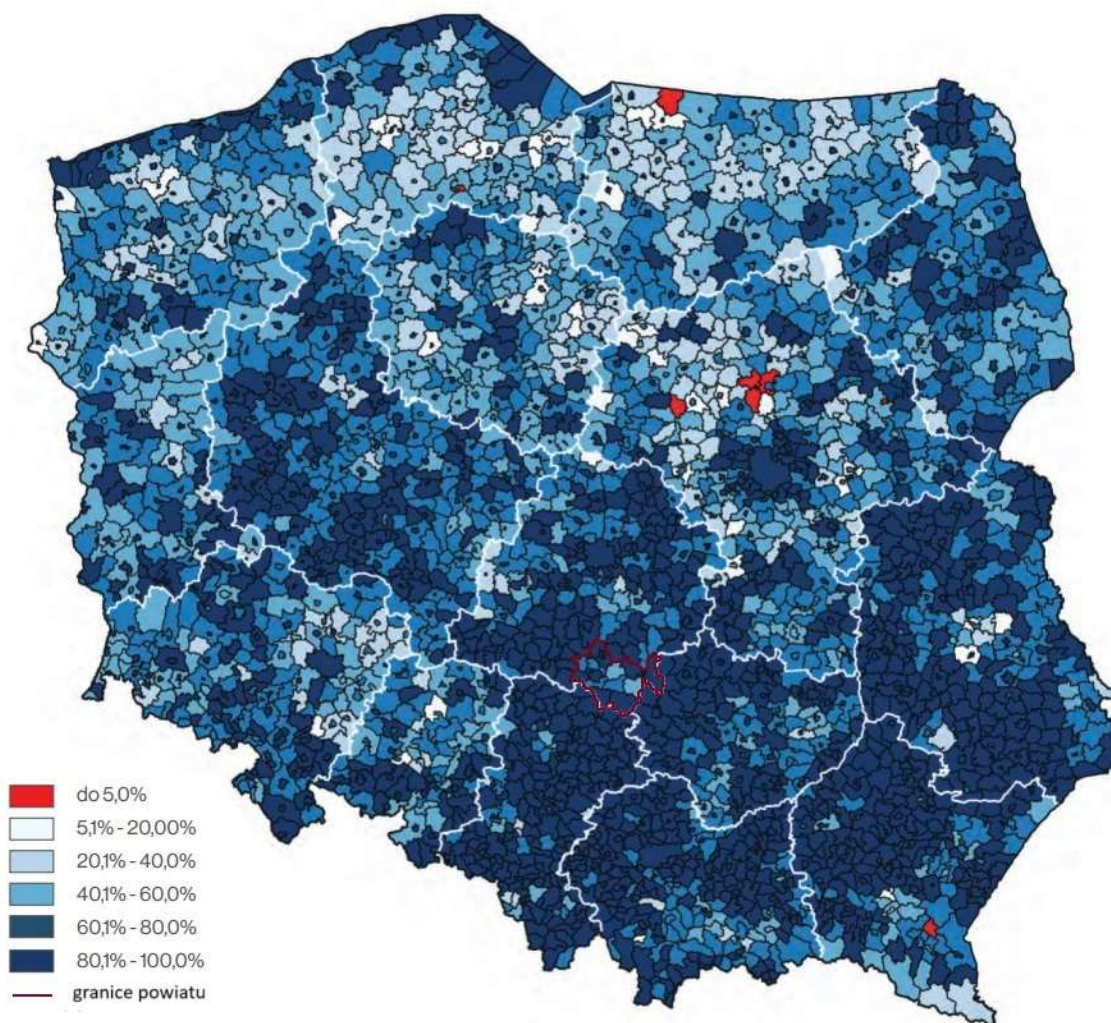 do 5,0%
5,1% - 20,00%
20,1% - 40,0%
40,1% - 60,0%
60,1% - 80,0%
80,1% - 100,0%
granice powiatu